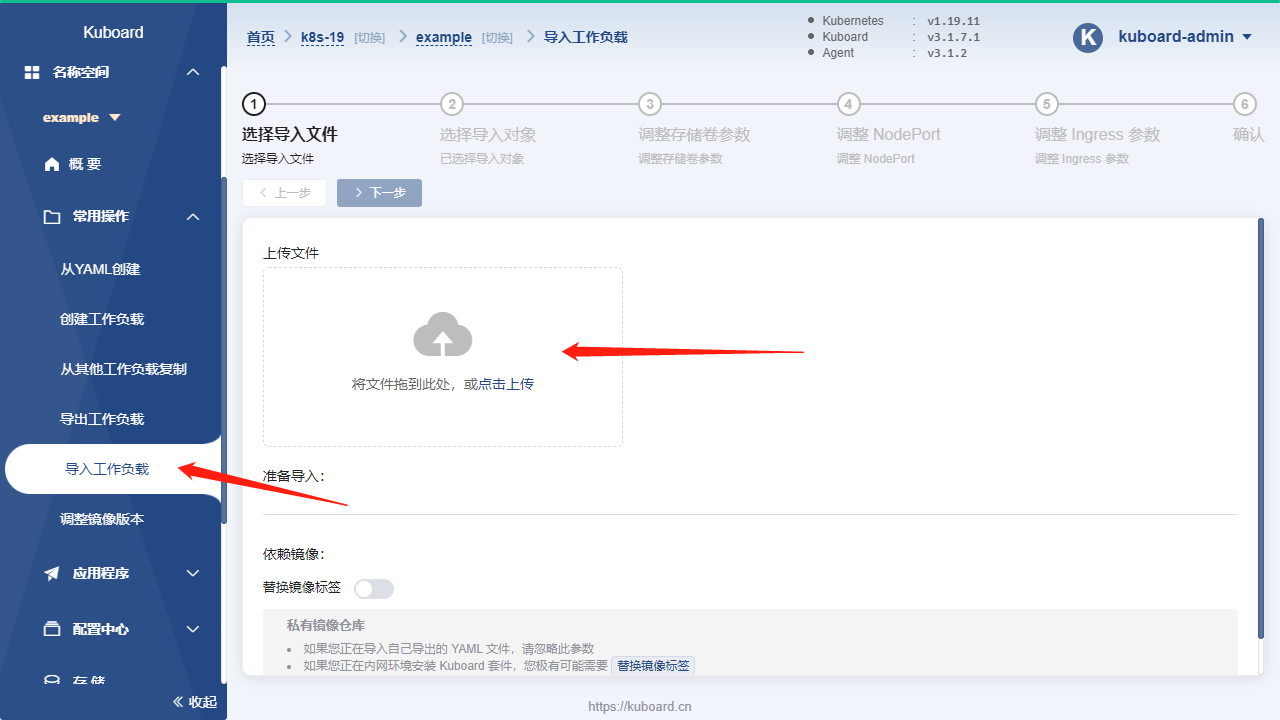 Kuboard
名称空间
example
概 要
常用操作
从YAML创建
创建工作负载
从其他工作负载复制
导出工作负载
导入工作负载
调整镜像版本
应用程序
配置中心
存 储
收起
首页 k8s-19 [切换] example [切换] 导入工作负载
Kubernetes : v1.19.11
Kuboard : v3.1.7.1
Agent : v3.1.2
K kuboard-admin
1 2 3 4 5 6
选择导入文件 选择导入对象 调整存储卷参数 调整 NodePort 调整 Ingress 参数 确认
选择导入文件 已选择导入对象 调整存储卷参数 调整 NodePort 调整 Ingress 参数
上一步 下一步
上传文件
将文件拖到此处，或点击上传
准备导入：
依赖镜像：
替换镜像标签
私有镜像仓库
如果您正在导入自己导出的 YAML 文件，请忽略此参数
如果您正在内网环境安装 Kuboard 套件，您极有可能需要 替换镜像标签
https://kuboard.cn